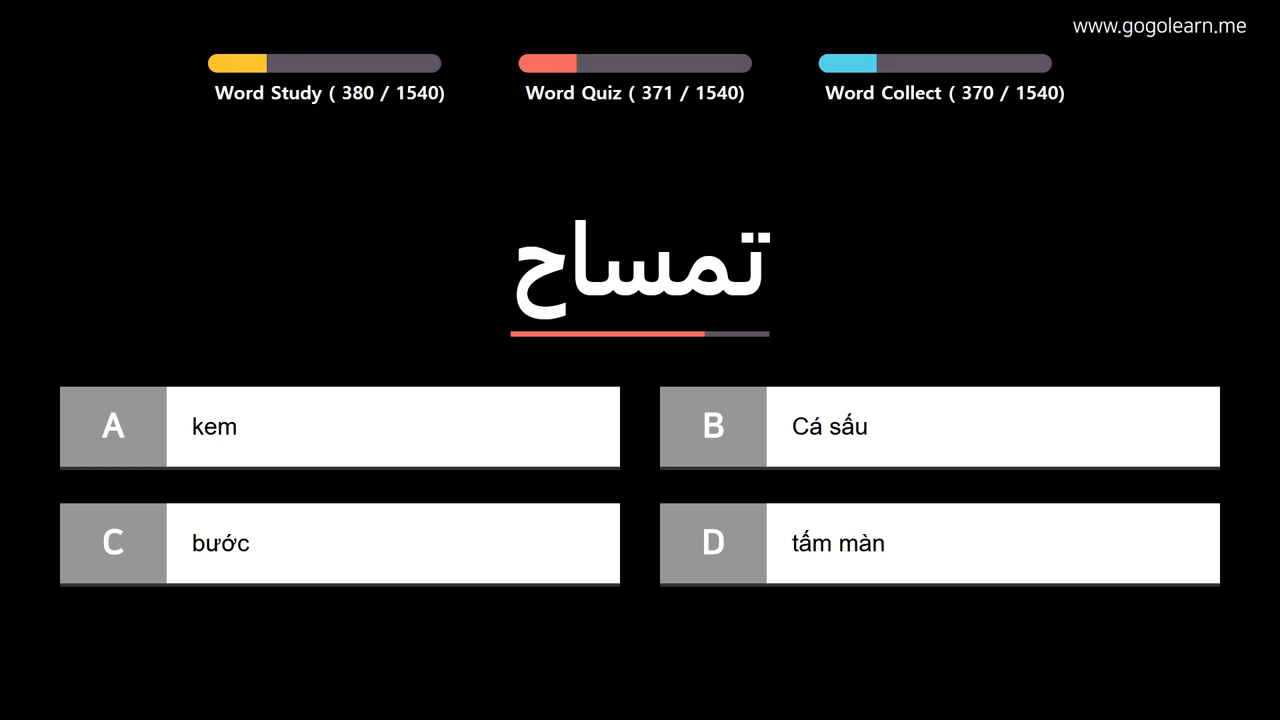 www.gogolearn.me
Word Study ( 380 / 1540)
Word Quiz ( 371 / 1540)
Word Collect ( 370 / 1540)
تمساح
A
kem
B
Cá sấu
C
bước
D
tấm màn